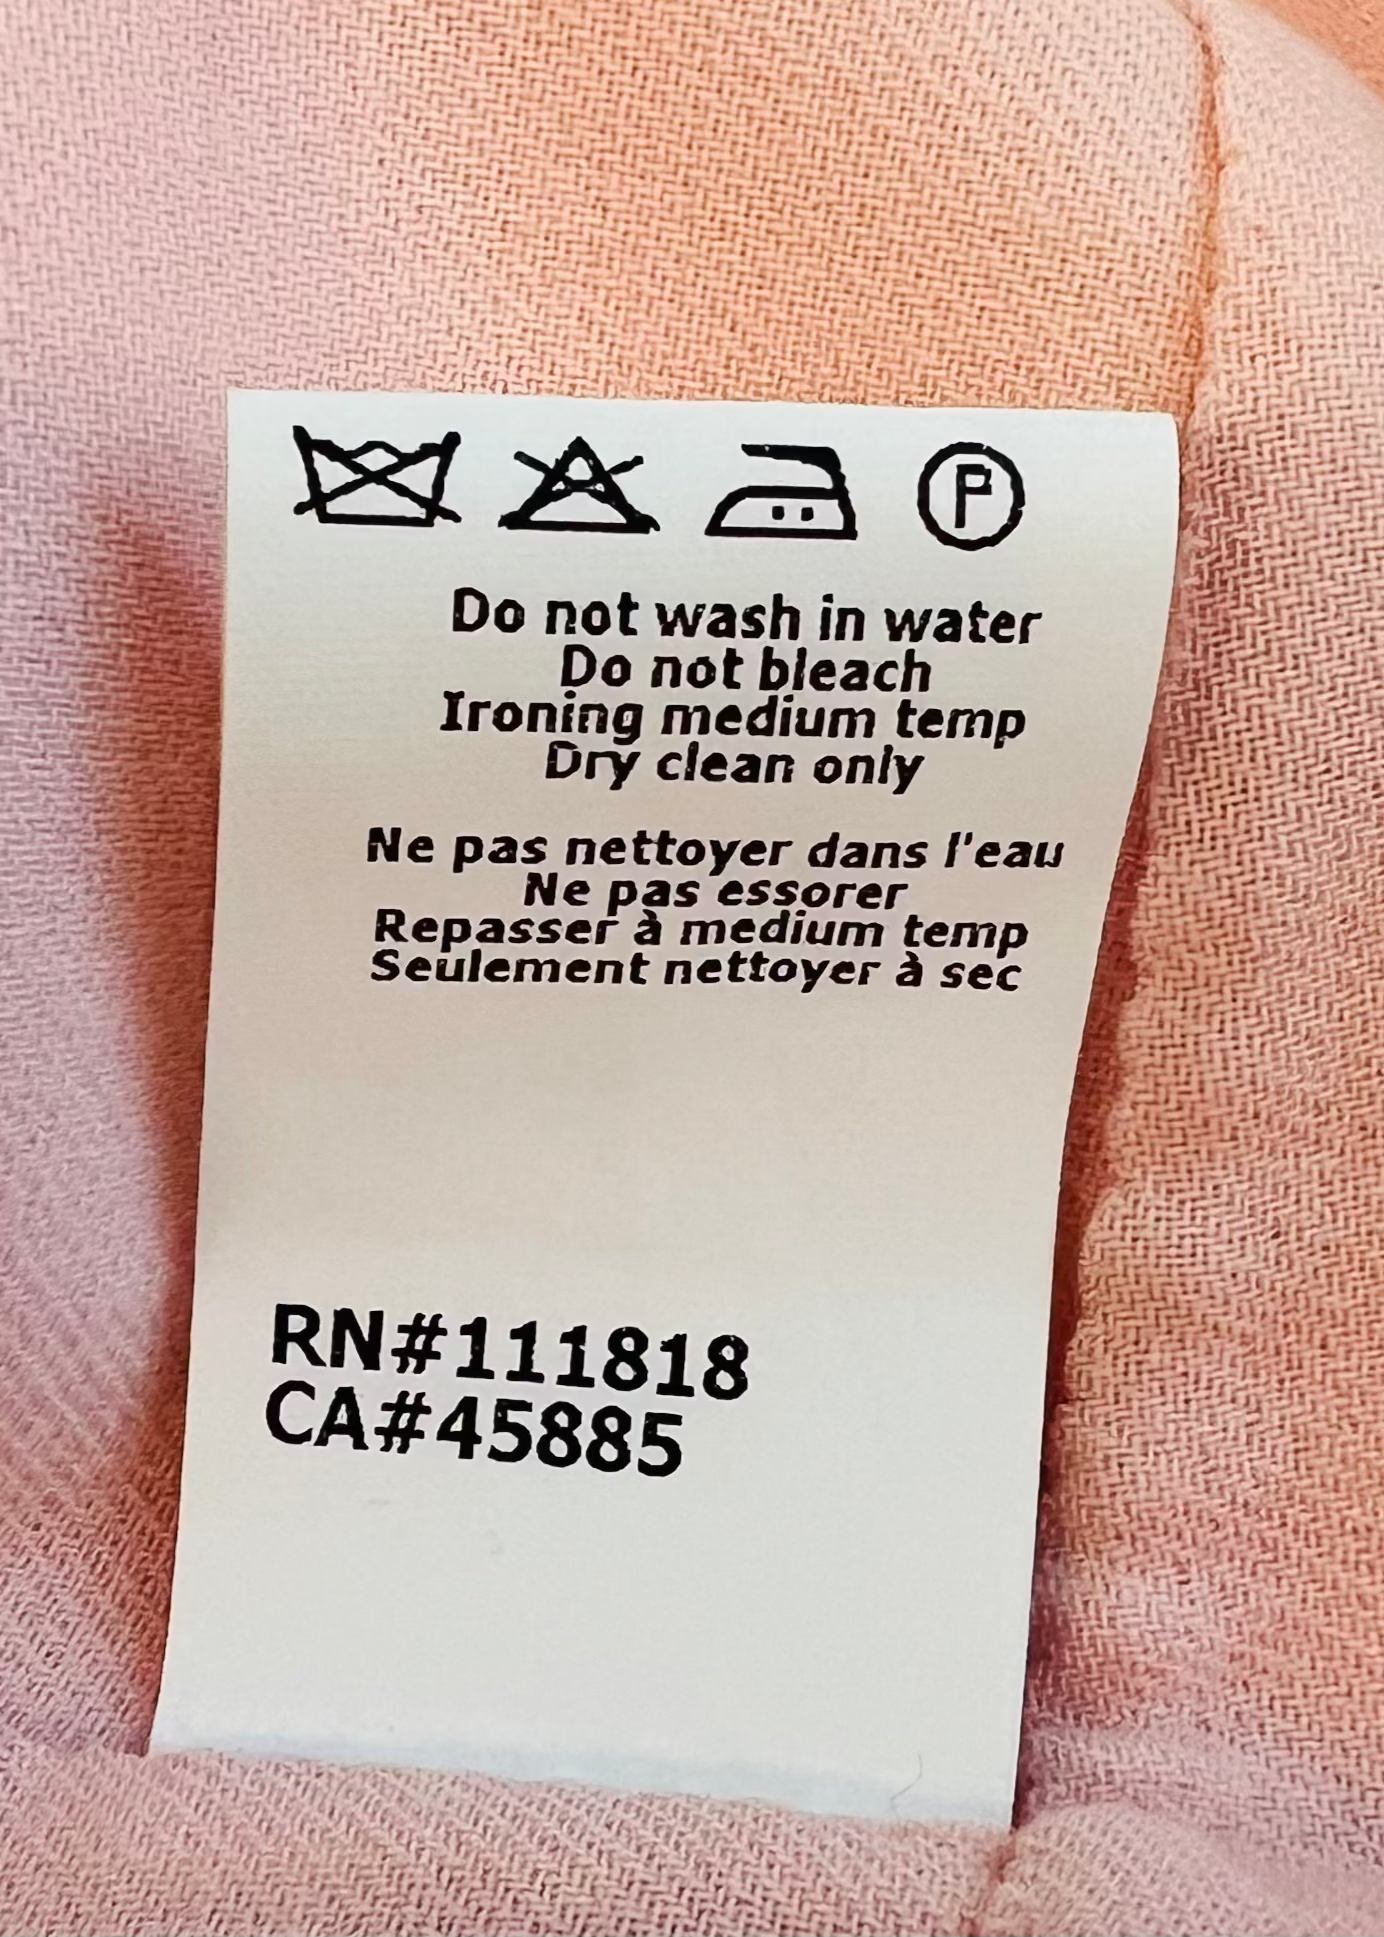 P
Do not wash in water
Do not bleach
Ironing medium temp
Dry clean only
Ne pas nettoyer dans l'eau
Ne pas essorer
Repasser à medium temp
Seulement nettoyer à sec
RN#111818
CA#45885